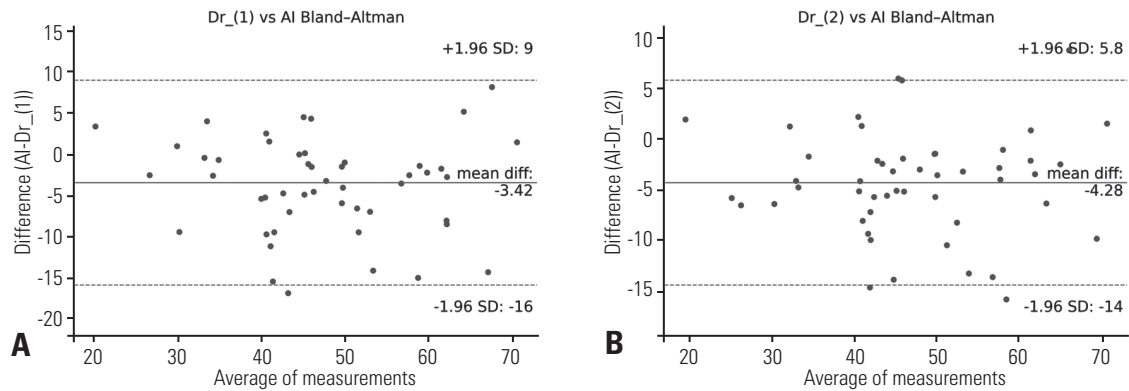 Dr_(1) vs AI Bland–Altman
Difference (AI-Dr_(1))
15
10
5
0
-5
-10
-15
-20
+1.96 SD: 9
mean diff:
-3.42
-1.96 SD: -16
20 30 40 50 60 70
Average of measurements
A
Dr_(2) vs AI Bland–Altman
Difference (AI-Dr_(2))
10
5
0
-5
-10
-15
+1.96 SD: 5.8
mean diff:
-4.28
-1.96 SD: -14
20 30 40 50 60 70
Average of measurements
B